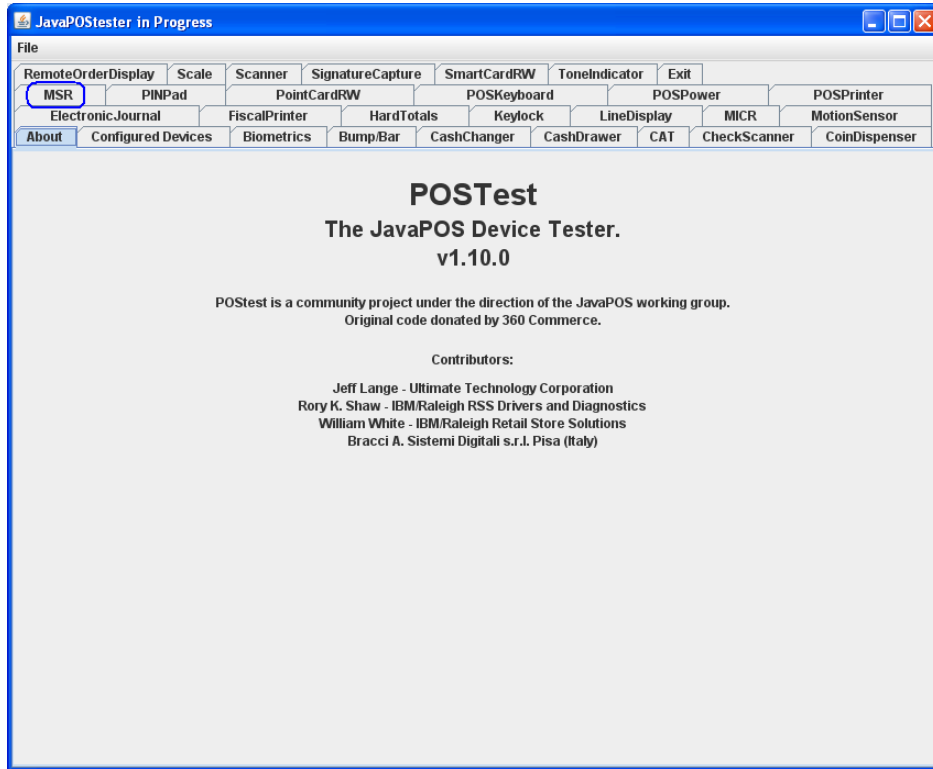 JavaPOStester in Progress
File
RemoteOrderDisplay Scale Scanner SignatureCapture SmartCardRW ToneIndicator Exit
MSR PINPad PointCardRW POSKeyboard POSPower POSPrinter
ElectronicJournal FiscalPrinter HardTotals Keylock LineDisplay MICR MotionSensor
About Configured Devices Biometrics Bump/Bar CashChanger CashDrawer CAT CheckScanner CoinDispenser
POSTest
The JavaPOS Device Tester.
v1.10.0
POStest is a community project under the direction of the JavaPOS working group.
Original code donated by 360 Commerce.
Contributors:
Jeff Lange - Ultimate Technology Corporation
Rory K. Shaw - IBM/Raleigh RSS Drivers and Diagnostics
William White - IBM/Raleigh Retail Store Solutions
Bracci A. Sistemi Digitali s.r.l. Pisa (Italy)